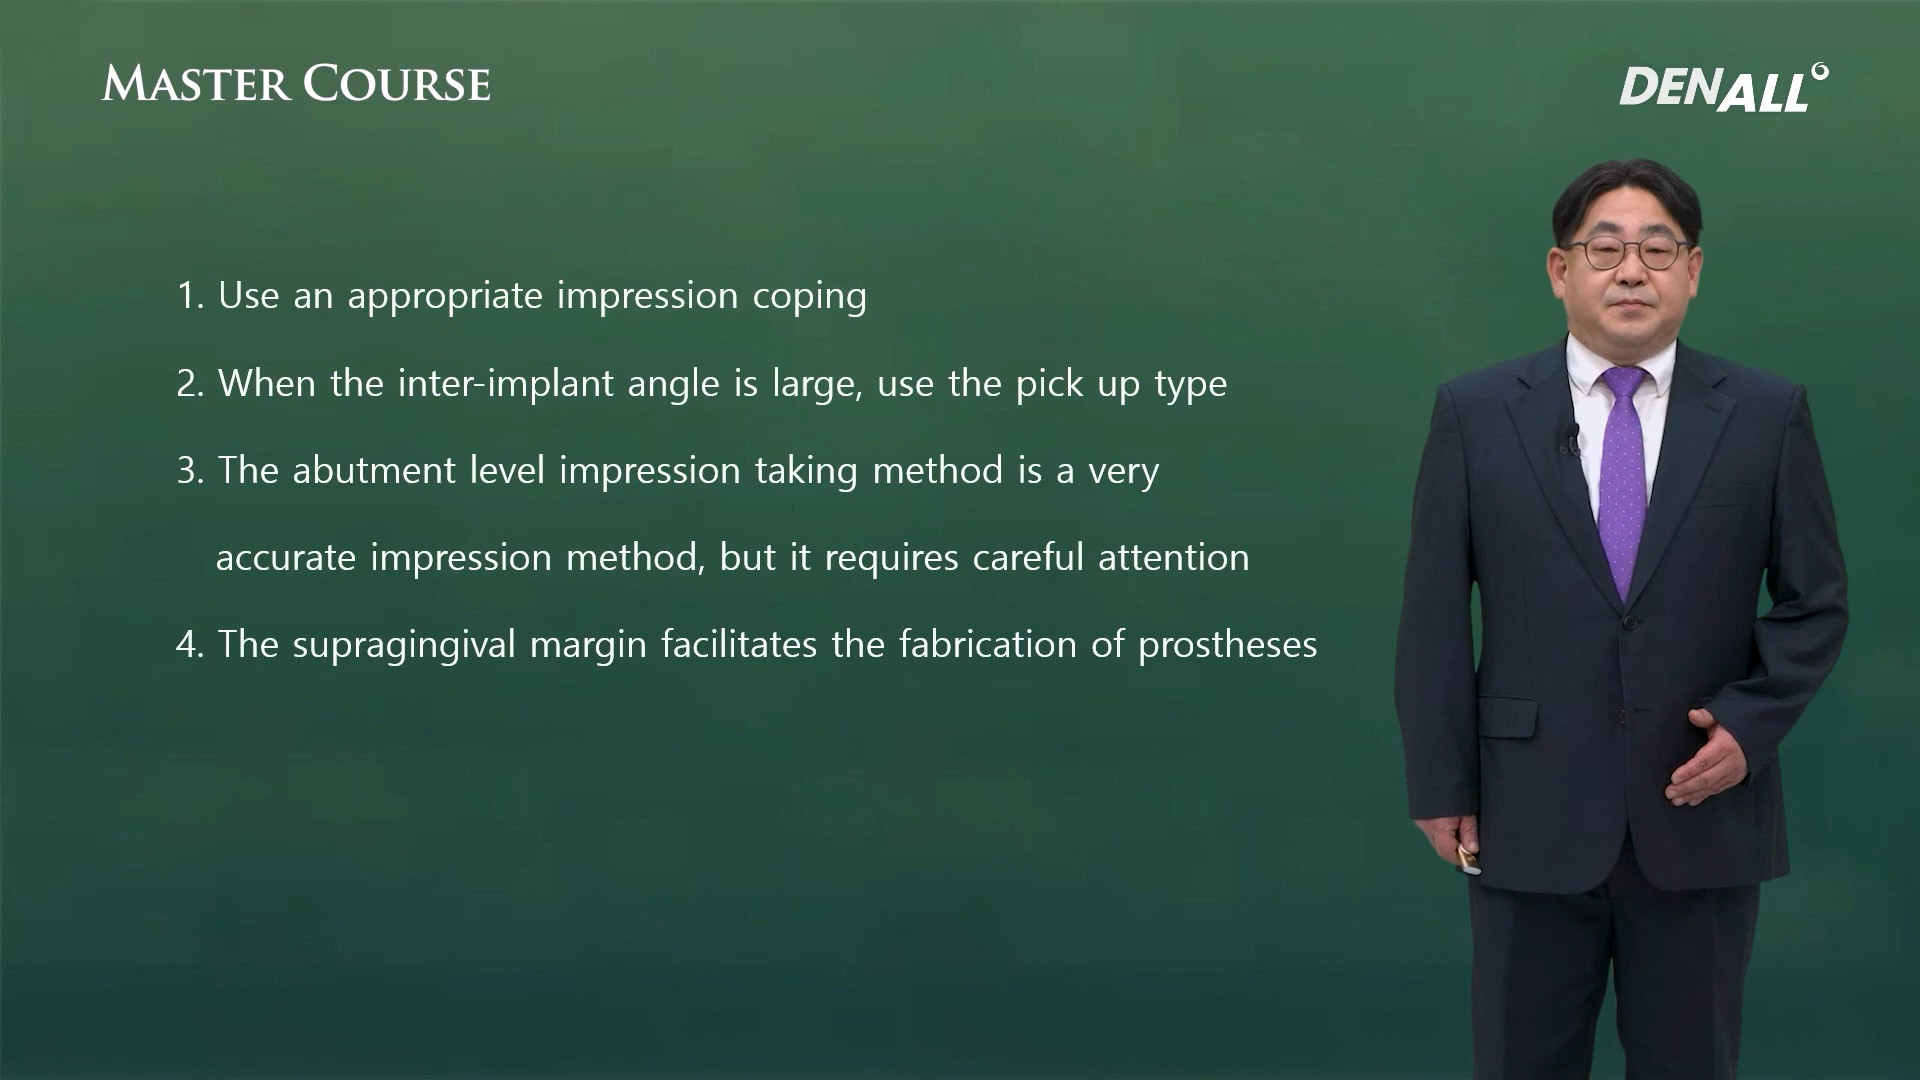 MASTER COURSE
DENALL
1. Use an appropriate impression coping
2. When the inter-implant angle is large, use the pick up type
3. The abutment level impression taking method is a very
accurate impression method, but it requires careful attention
4. The supragingival margin facilitates the fabrication of prostheses